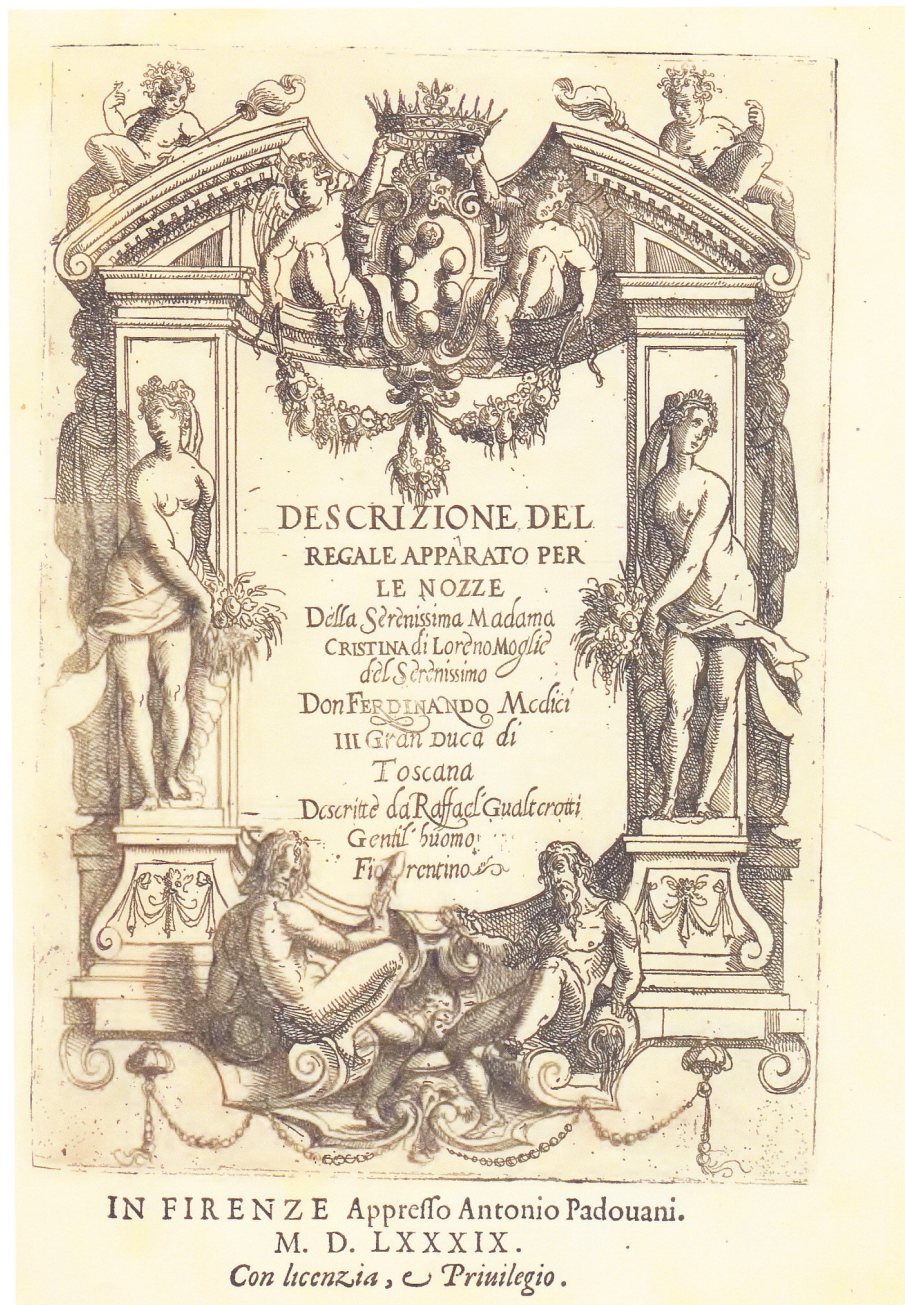 DESCRIZIONE DEL
REGALE APPARATO PER
LE NOZZE
Della Serenissima Madama
CRISTINA di Loreno Moglie
del Serenissimo
Don FERDINANDO Medici
III Gran Duca di
Toscana
Descritte da Raffael Gualterotti
Gentil' huomo
Fiorentino
IN FIRENZE Appreſſo Antonio Padouani.
M. D. LXXXIX.
Con licenzia, e Priuilegio.